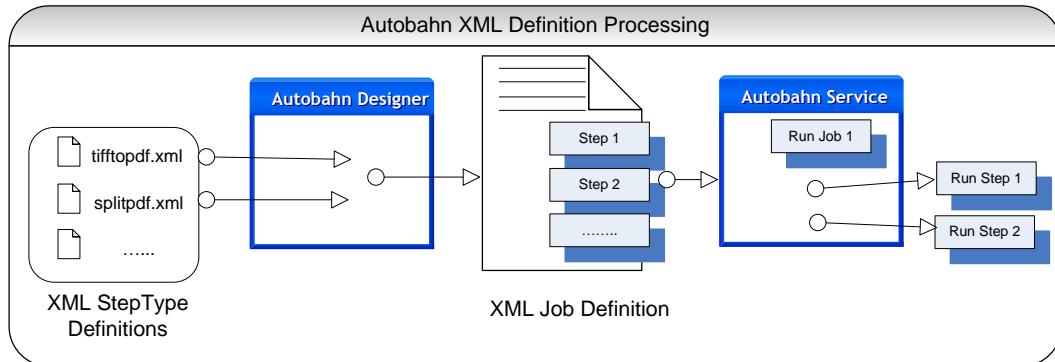 Autobahn XML Definition Processing
Autobahn Designer
tifftopdf.xml
splitpdf.xml
…...
XML StepType
Definitions
Step 1
Step 2
……..
XML Job Definition
Autobahn Service
Run Job 1
Run Step 1
Run Step 2